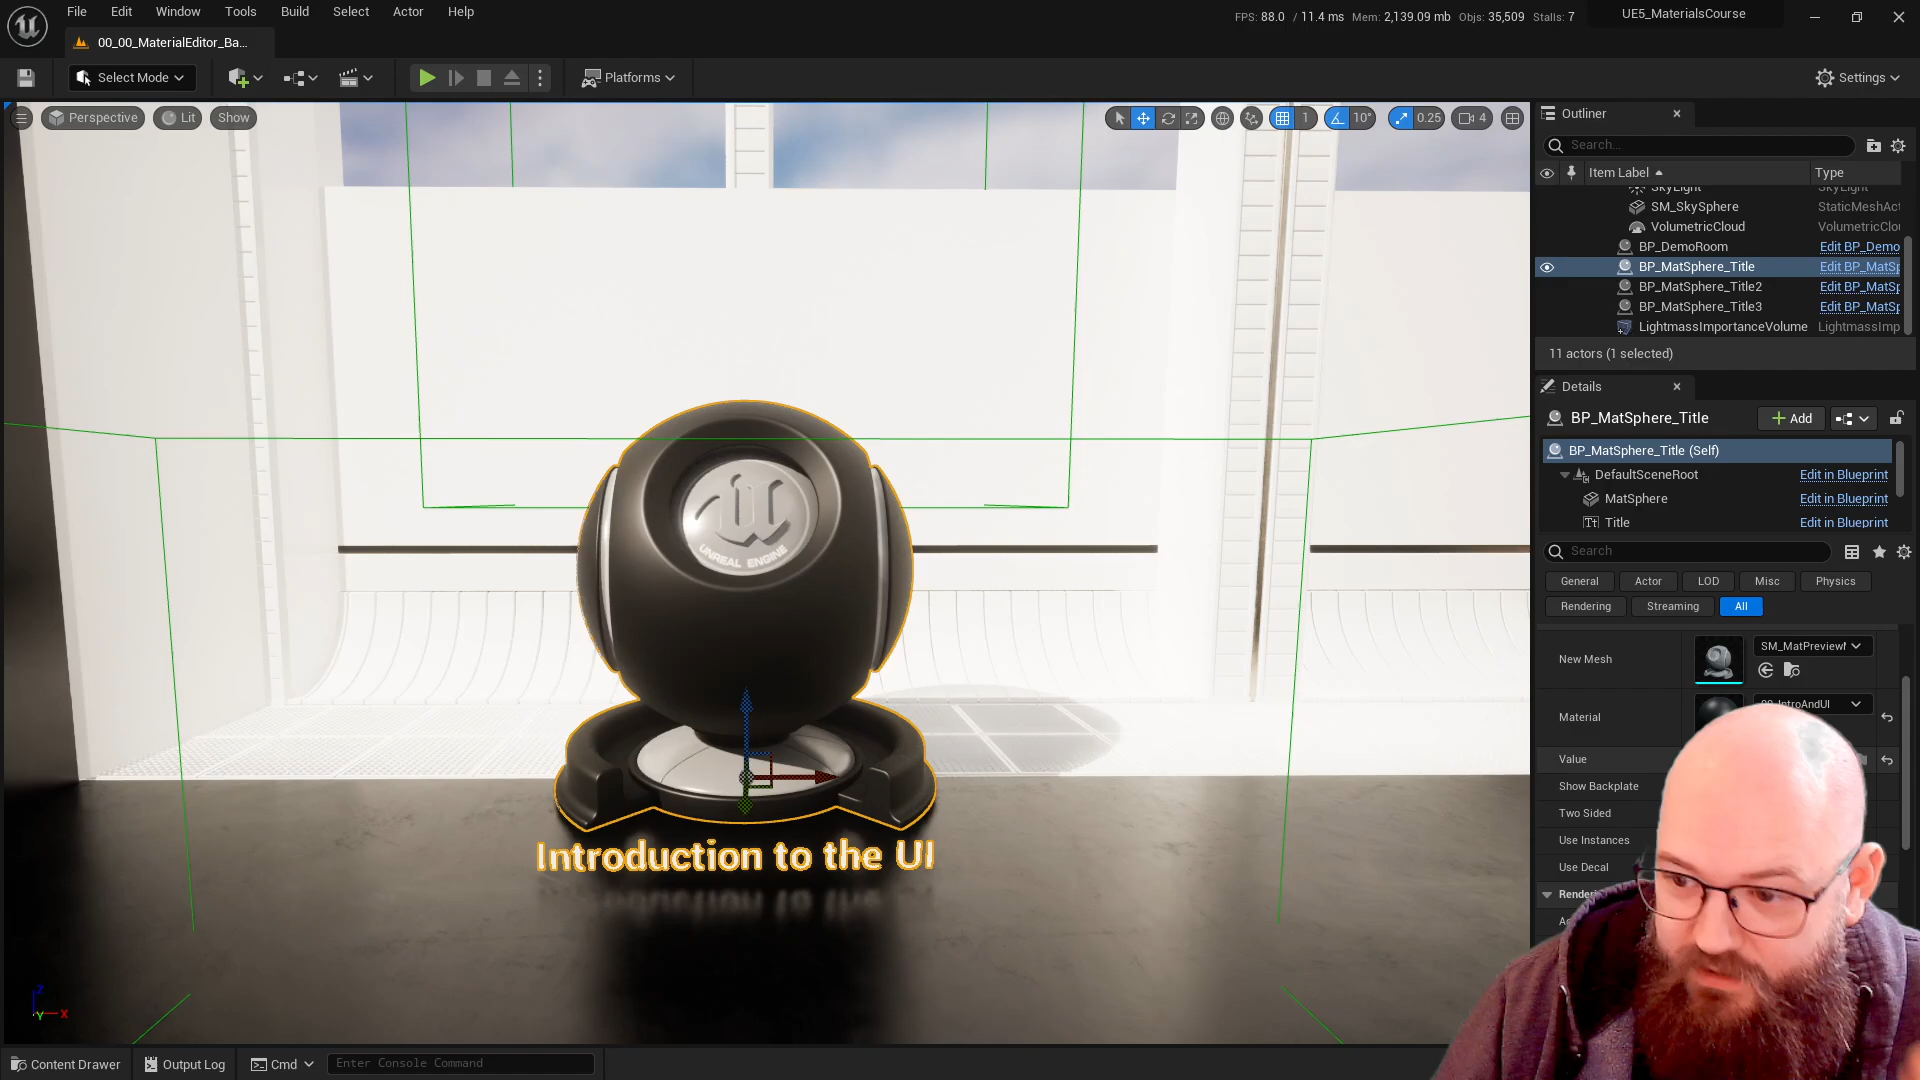 File Edit Window Tools Build Select Actor Help
FPS: 88.0 / 11.4 ms Mem: 2,139.09 mb Objs: 35,509 Stalls: 7
UE5_MaterialsCourse
00_00_MaterialEditor_Ba...
Select Mode
Platforms
Settings
Perspective Lit Show
1 10° 0.25 4
Outliner
Search...
Item Label Type
SkyLight SkyLight
SM_SkySphere StaticMeshAct
VolumetricCloud VolumetricClou
BP_DemoRoom Edit BP_Demo
BP_MatSphere_Title Edit BP_MatSp
BP_MatSphere_Title2 Edit BP_MatSp
BP_MatSphere_Title3 Edit BP_MatSp
LightmassImportanceVolume LightmassImp
11 actors (1 selected)
Details
BP_MatSphere_Title
Add
BP_MatSphere_Title (Self)
DefaultSceneRoot Edit in Blueprint
MatSphere Edit in Blueprint
Title Edit in Blueprint
Search
General Actor LOD Misc Physics
Rendering Streaming All
New Mesh
SM_MatPreviewM
Material
Value
Show Backplate
Two Sided
Use Instances
Use Decal
UNREAL ENGINE
Introduction to the UI
Z
Y X
Content Drawer Output Log Cmd Enter Console Command